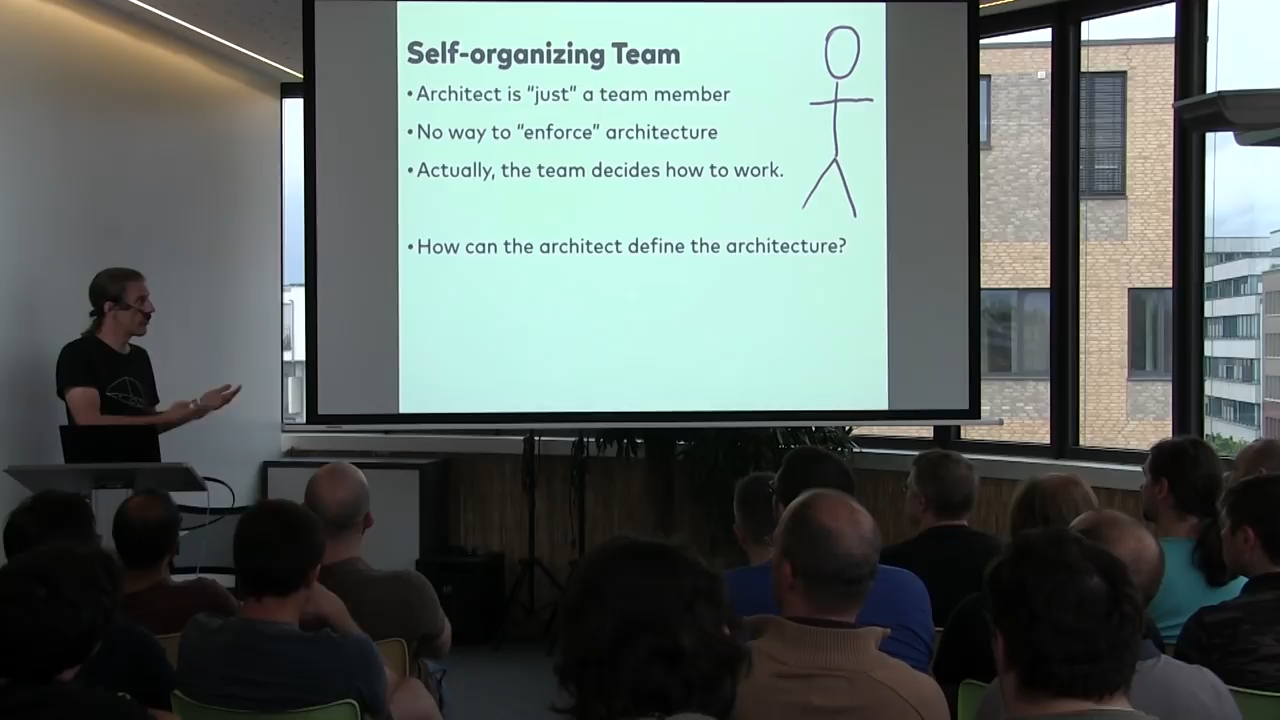 Self-organizing Team
•Architect is “just” a team member
•No way to “enforce” architecture
•Actually, the team decides how to work.
•How can the architect define the architecture?